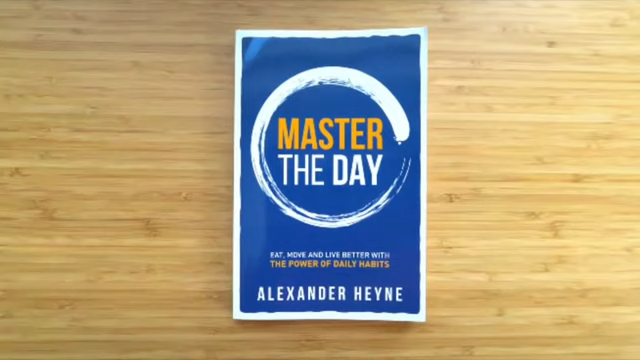 MASTER
THE DAY
EAT, MOVE AND LIVE BETTER WITH
THE POWER OF DAILY HABITS
ALEXANDER HEYNE